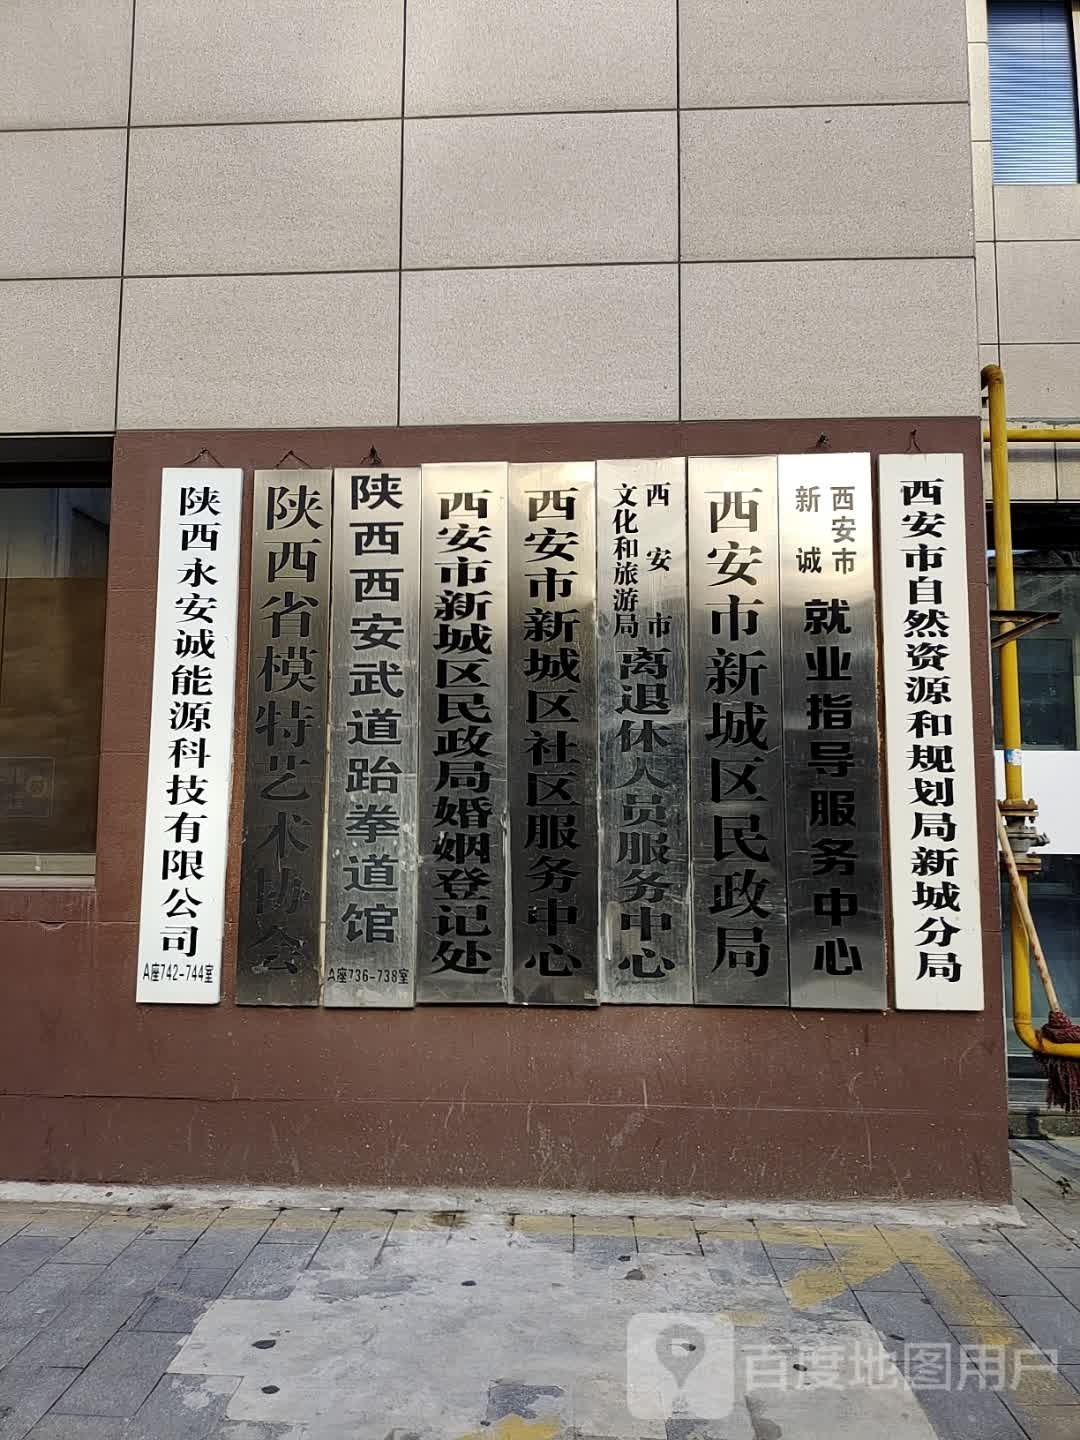 陕西永安诚能源科技有限公司
A座742-744室
陕西省模特艺术协会
陕西西安武道跆拳道馆
A座736-738室
西安市新城区民政局婚姻登记处
西安市新城区社区服务中心
西安市
文化和旅游局
离退休人员服务中心
西安市新城区民政局
西安市
新诚
就业指导服务中心
西安市自然资源和规划局新城分局
百度地图用户